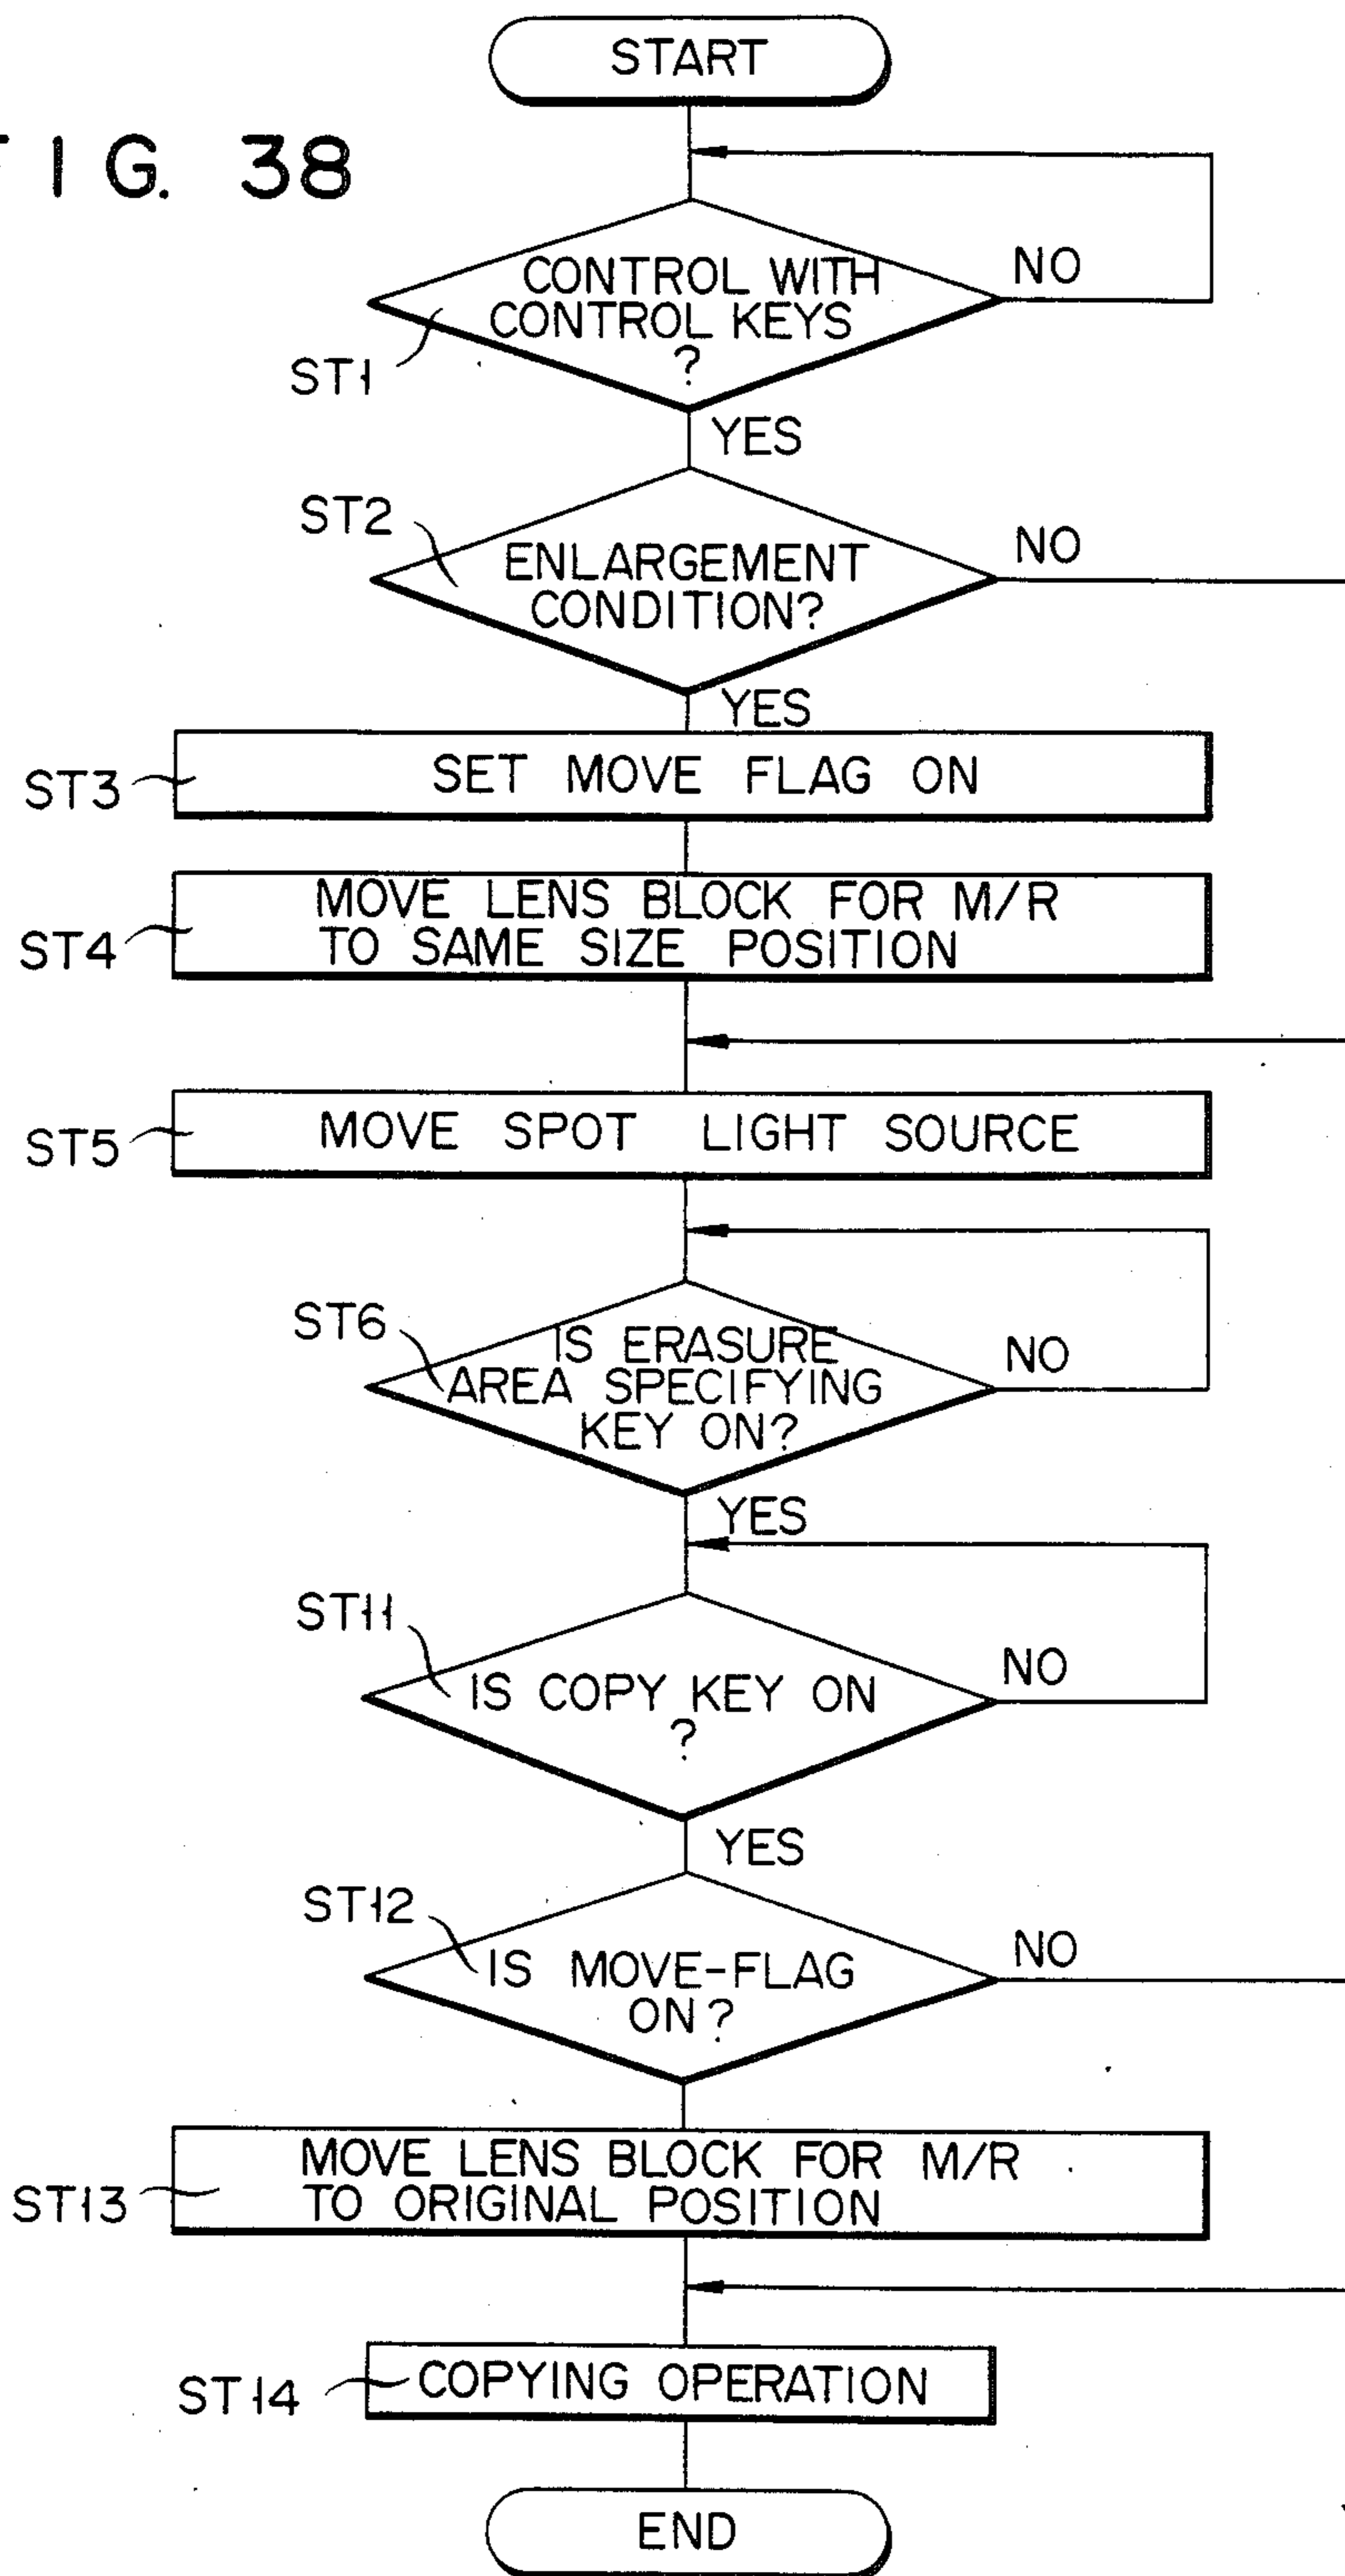 START
FIG. 38
CONTROL WITH
CONTROL KEYS
?
NO
ST1
YES
ST2
ENLARGEMENT
CONDITION?
NO
YES
ST3
SET MOVE FLAG ON
MOVE LENS BLOCK FOR M/R
TO SAME SIZE POSITION
ST4
ST5
MOVE SPOT LIGHT SOURCE
ST6
IS ERASURE
AREA SPECIFYING
KEY ON?
NO
YES
ST11
IS COPY KEY ON
?
NO
YES
ST12
IS MOVE-FLAG
ON?
NO
MOVE LENS BLOCK FOR M/R
TO ORIGINAL POSITION
ST13
ST14
COPYING OPERATION
END